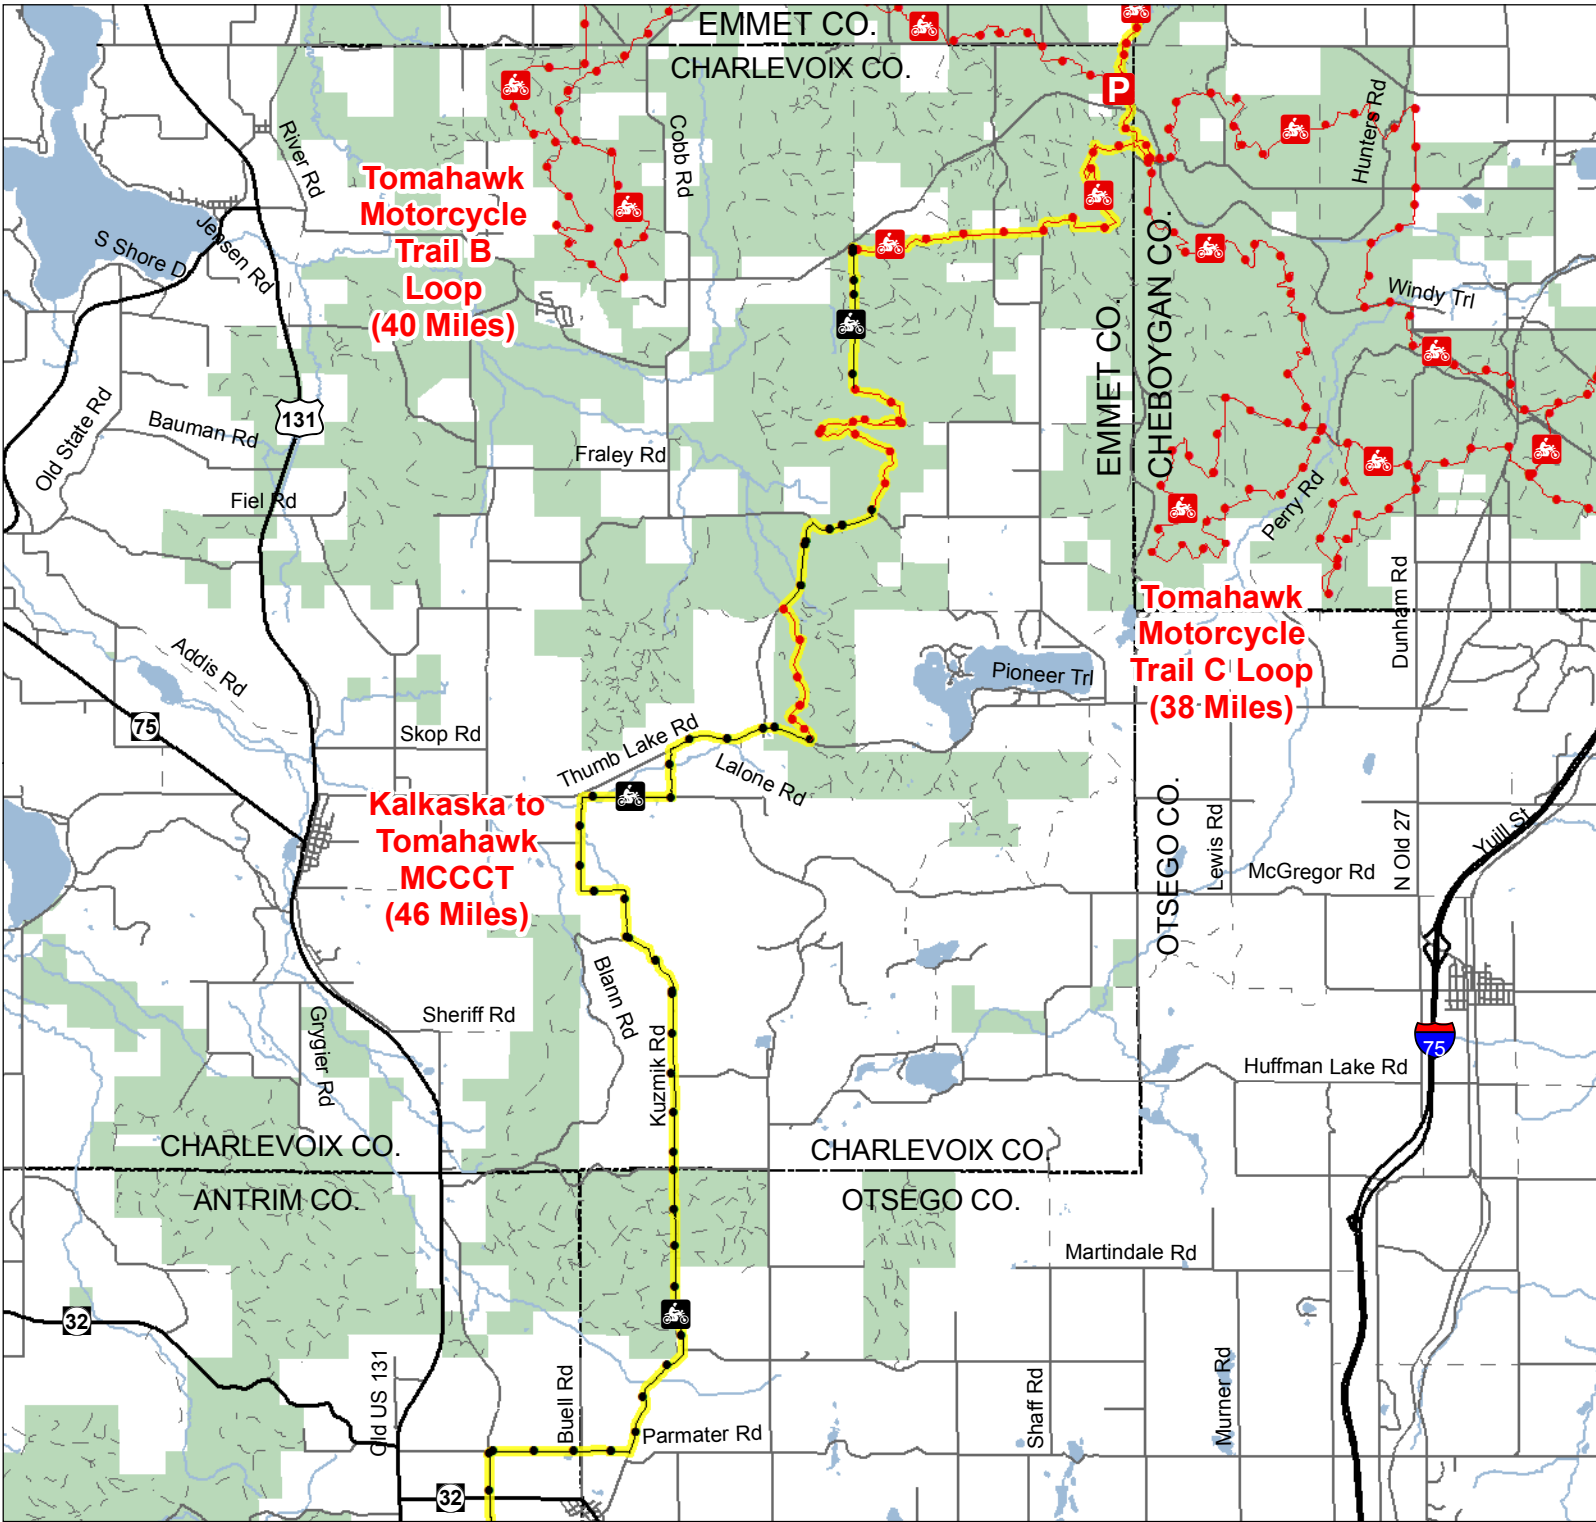 EMMET CO.
CHARLEVOIX CO.
P
River Rd
Cobb Rd
Hunters Rd
Tomahawk
Motorcycle
Trail B
Loop
(40 Miles)
S Shore D
Jensen Rd
EMMET CO.
CHEBOYGAN CO.
Windy Trl
Old State Rd
Bauman Rd
131
Fraley Rd
Fiel Rd
Perry Rd
Dunham Rd
Tomahawk
Motorcycle
Trail C Loop
(38 Miles)
Addis Rd
Pioneer Trl
75
Skop Rd
Thumb Lake Rd
Lalone Rd
Kalkaska to
Tomahawk
MCCCT
(46 Miles)
OTSEGO CO.
Lewis Rd
McGregor Rd
N Old 27
Yuill St
Blann Rd
Kuzmik Rd
Grygier Rd
Sheriff Rd
75
Huffman Lake Rd
CHARLEVOIX CO.
CHARLEVOIX CO.
ANTRIM CO.
OTSEGO CO.
Martindale Rd
32
Old US 131
Buell Rd
Parmater Rd
Shaff Rd
Murner Rd
32